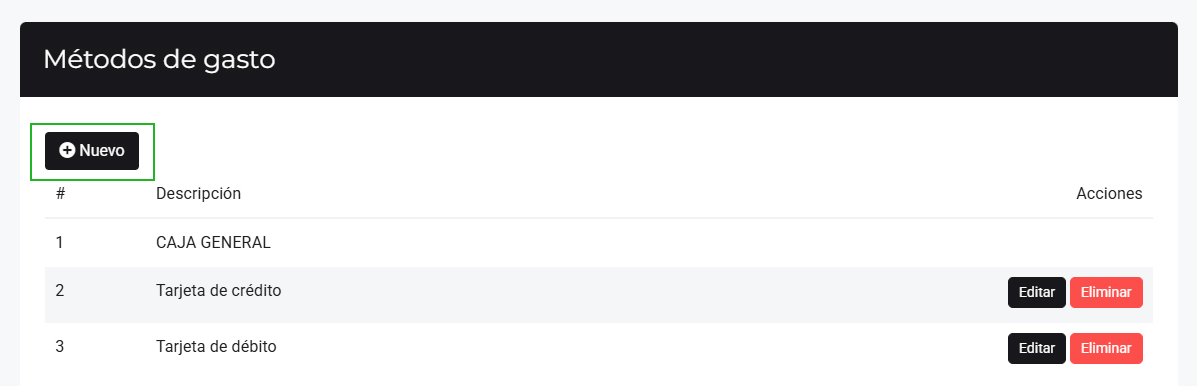 Métodos de gasto
Nuevo
# Descripción Acciones
1 CAJA GENERAL
2 Tarjeta de crédito Editar Eliminar
3 Tarjeta de débito Editar Eliminar